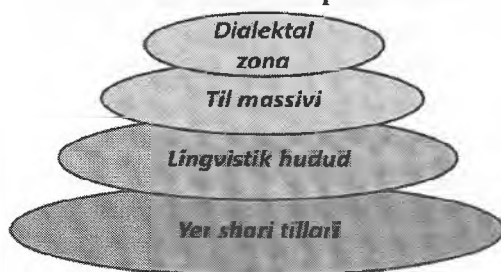 Dialektal
zona
Til massivi
Lingvistik hudud
Yer shari tillari